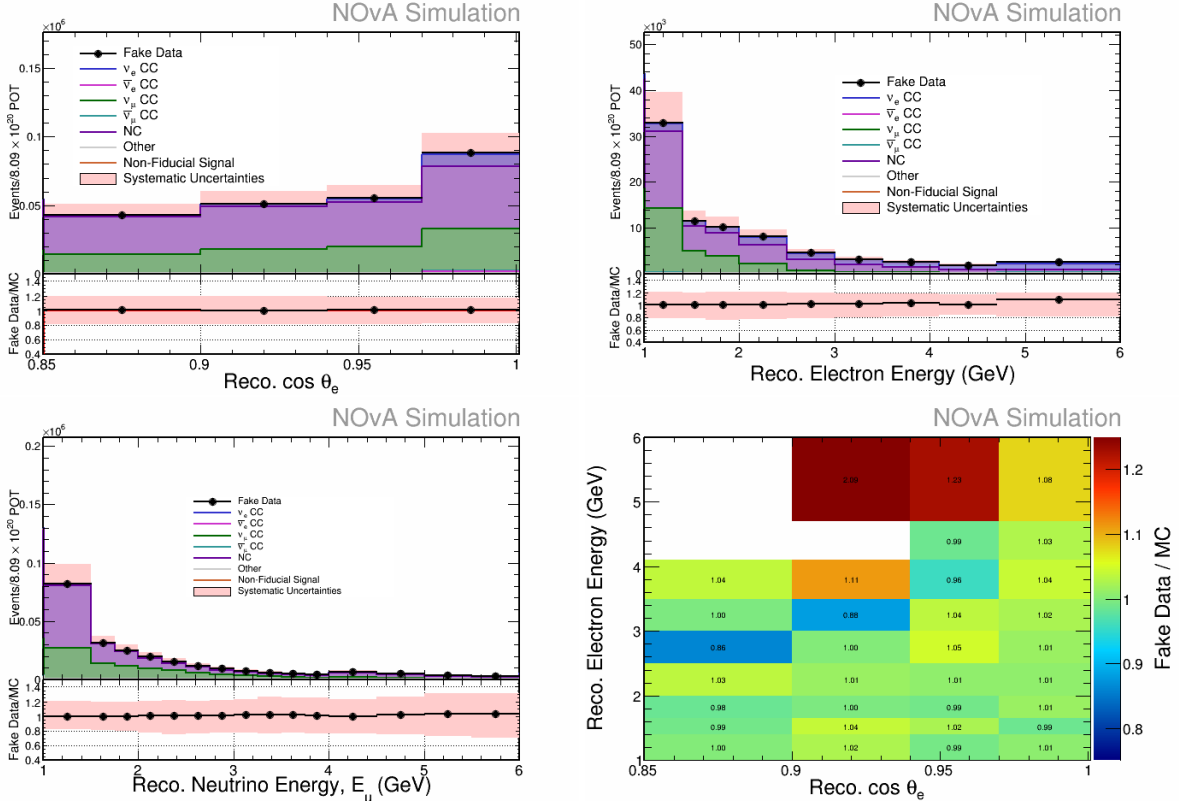 NOvA Simulation
×10⁶
Events/8.09 × 10²⁰ POT
0.15
0.1
0.05
0
Fake Data
νₑ CC
ν̅ₑ CC
ν_μ CC
ν̅_μ CC
NC
Other
Non-Fiducial Signal
Systematic Uncertainties
Fake Data/MC
1.4
1.2
1
0.8
0.6
0.4
0.85 0.9 0.95 1
Reco. cos θₑ
NOvA Simulation
×10³
Events/8.09 × 10²⁰ POT
50
40
30
20
10
0
Fake Data
νₑ CC
ν̅ₑ CC
ν_μ CC
ν̅_μ CC
NC
Other
Non-Fiducial Signal
Systematic Uncertainties
Fake Data/MC
1.4
1.2
1
0.8
0.6
0.4
1 2 3 4 5 6
Reco. Electron Energy (GeV)
NOvA Simulation
×10⁶
Events/8.09 × 10²⁰ POT
0.2
0.15
0.1
0.05
0
Fake Data
νₑ CC
ν̅ₑ CC
ν_μ CC
ν̅_μ CC
NC
Other
Non-Fiducial Signal
Systematic Uncertainties
Fake Data/MC
1.4
1.2
1
0.8
0.6
0.4
1 2 3 4 5 6
Reco. Neutrino Energy, E_μ (GeV)
NOvA Simulation
Reco. Electron Energy (GeV)
6
5
4
3
2
1
1.23 1.08
0.99 1.03
1.04 1.11 0.96 1.04
1.00 0.88 1.04 1.02
0.86 1.00 1.05 1.01
1.03 1.01 1.01 1.01
0.98 1.00 0.99 1.01
0.99 1.04 1.02 0.99
1.00 1.02 0.99 1.01
0.85 0.9 0.95 1
Reco. cos θₑ
1.2
1.1
1
0.9
0.8
Fake Data / MC